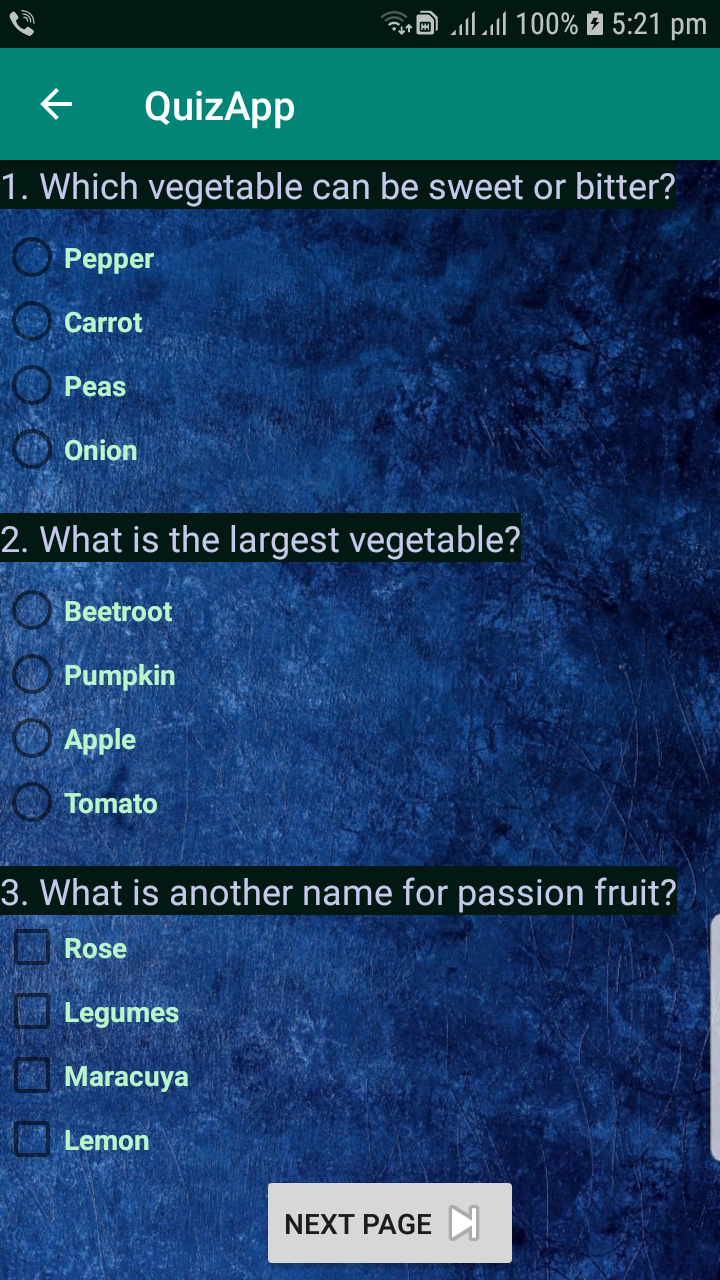 100% 5:21 pm
QuizApp
1. Which vegetable can be sweet or bitter?
Pepper
Carrot
Peas
Onion
2. What is the largest vegetable?
Beetroot
Pumpkin
Apple
Tomato
3. What is another name for passion fruit?
Rose
Legumes
Maracuya
Lemon
NEXT PAGE